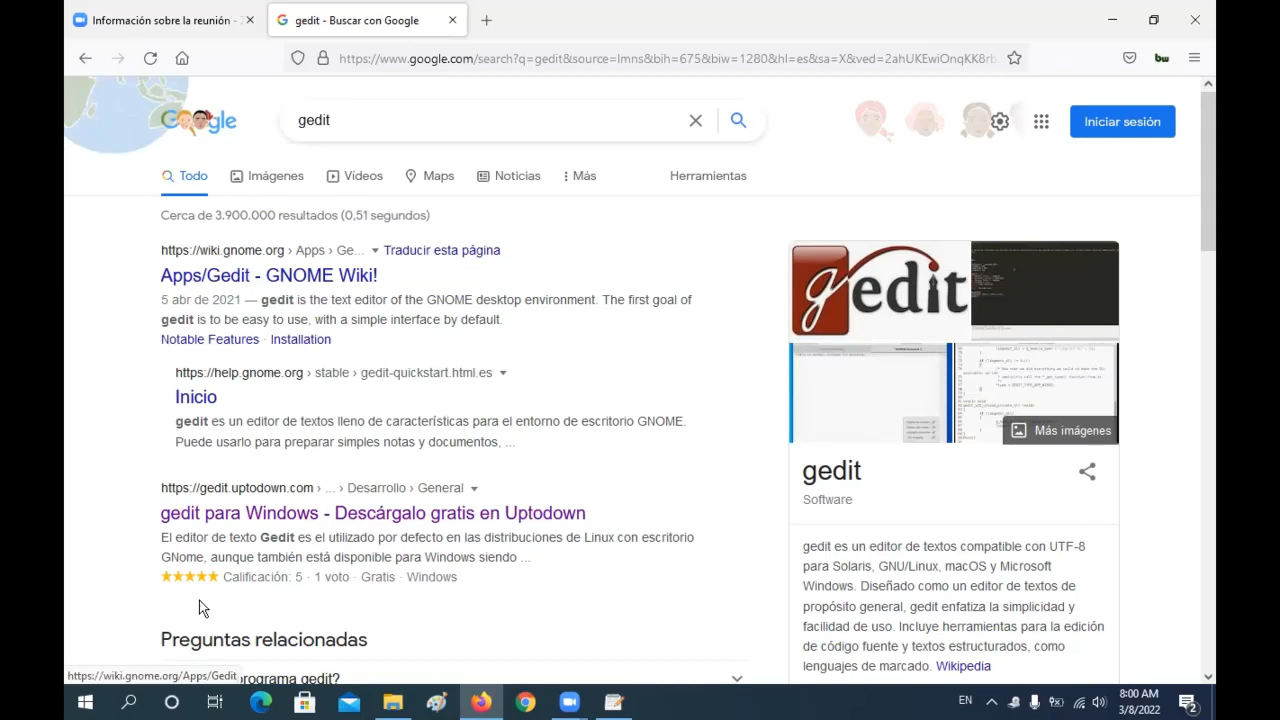 Información sobre la reunión -
gedit - Buscar con Google
https://www.google.com/search?q=gedit&source=lmns&bih=675&biw=1280&hl=es&sa=X&ved=2ahUKEwiOnqKK8rb
bw
Google
gedit
Iniciar sesión
Todo
Imágenes
Vídeos
Maps
Noticias
Más
Herramientas
Cerca de 3.900.000 resultados (0,51 segundos)
https://wiki.gnome.org › Apps › Ge... Traducir esta página
Apps/Gedit - GNOME Wiki!
5 abr de 2021 — gedit is the text editor of the GNOME desktop environment. The first goal of
gedit is to be easy to use, with a simple interface by default.
Notable Features · Installation
https://help.gnome.org › stable › gedit-quickstart.html.es
Inicio
gedit es un editor de textos lleno de características para el entorno de escritorio GNOME.
Puede usarlo para preparar simples notas y documentos, ...
https://gedit.uptodown.com › ... › Desarrollo › General
gedit para Windows - Descárgalo gratis en Uptodown
El editor de texto Gedit es el utilizado por defecto en las distribuciones de Linux con escritorio
GNome, aunque también está disponible para Windows siendo ...
★★★★★ Calificación: 5 · 1 voto · Gratis · Windows
Preguntas relacionadas
programa gedit?
https://wiki.gnome.org/Apps/Gedit
gedit
Más imágenes
gedit
Software
gedit es un editor de textos compatible con UTF-8
para Solaris, GNU/Linux, macOS y Microsoft
Windows. Diseñado como un editor de textos de
propósito general, gedit enfatiza la simplicidad y
facilidad de uso. Incluye herramientas para la edición
de código fuente y textos estructurados, como
lenguajes de marcado. Wikipedia
EN
8:00 AM
3/8/2022
2